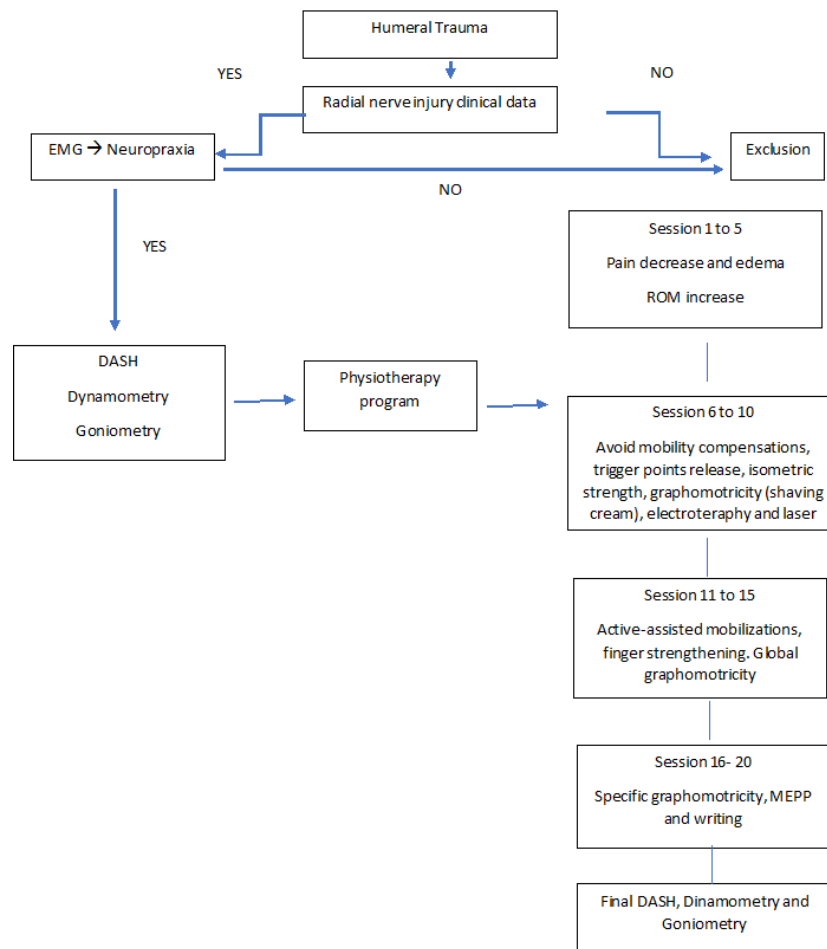 Humeral Trauma
YES
NO
Radial nerve injury clinical data
EMG → Neuropraxia
Exclusion
NO
Session 1 to 5
Pain decrease and edema
ROM increase
YES
DASH
Dynamometry
Goniometry
Physiotherapy
program
Session 6 to 10
Avoid mobility compensations,
trigger points release, isometric
strength, graphomotricity (shaving
cream), electroteraphy and laser
Session 11 to 15
Active-assisted mobilizations,
finger strengthening. Global
graphomotricity
Session 16- 20
Specific graphomotricity, MEPP
and writing
Final DASH, Dinamometry and
Goniometry